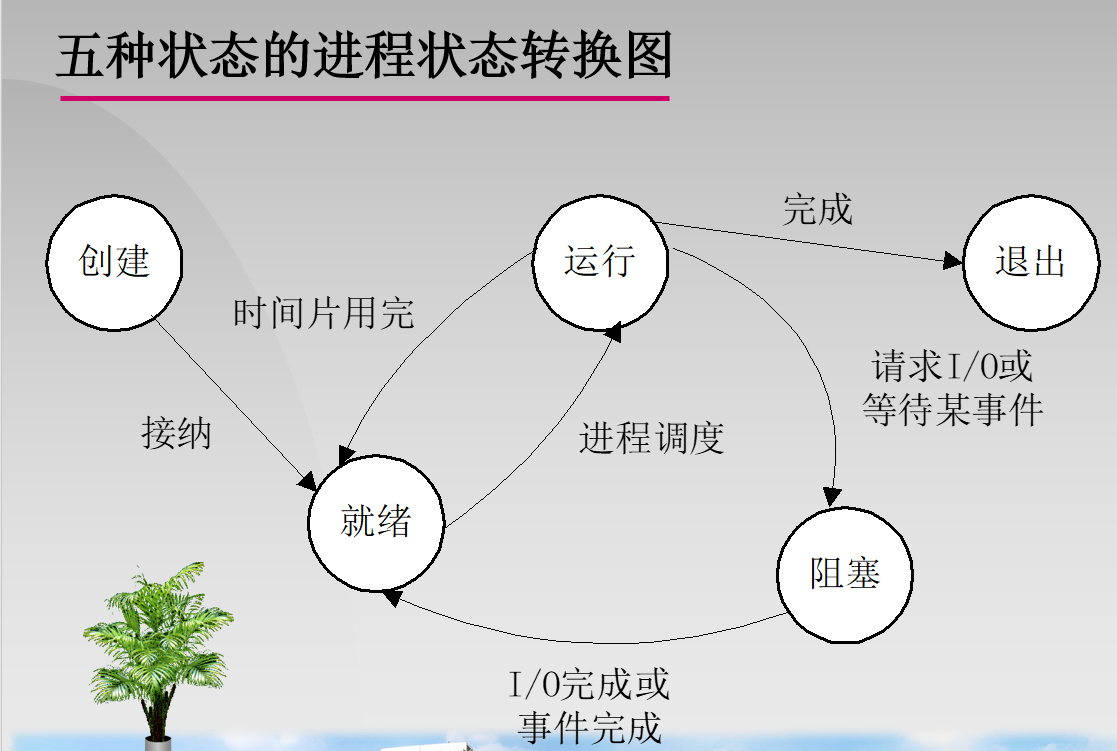 五种状态的进程状态转换图
创建
运行
完成
退出
时间片用完
请求I/O或
等待某事件
接纳
进程调度
就绪
阻塞
I/O完成或
事件完成